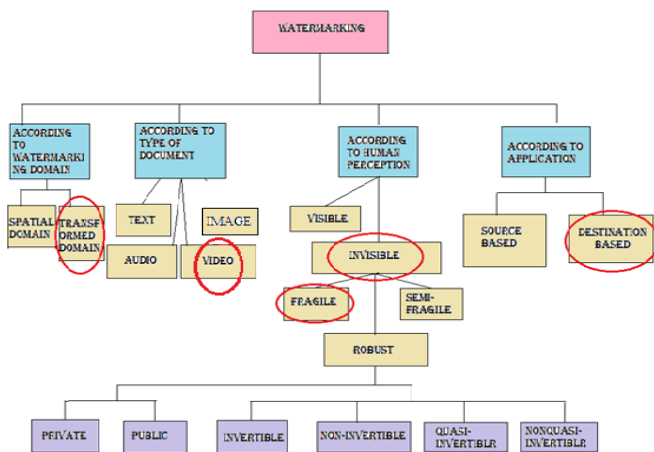 WATERMARKING
ACCORDING
TO
WATERMARKI
NG DOMAIN
ACCORDING TO
TYPE OF
DOCUMENT
ACCORDING
TO HUMAN
PERCEPTION
ACCORDING TO
APPLICATION
SPATIAL
DOMAIN
TRANSF
ORMED
DOMAIN
TEXT
IMAGE
AUDIO
VIDEO
VISIBLE
INVISIBLE
FRAGILE
SEMI-
FRAGILE
ROBUST
SOURCE
BASED
DESTINATION
BASED
PRIVATE
PUBLIC
INVERTIBLE
NON-INVERTIBLE
QUASI-
INVERTIBLR
NONQUASI-
INVERTIBLR